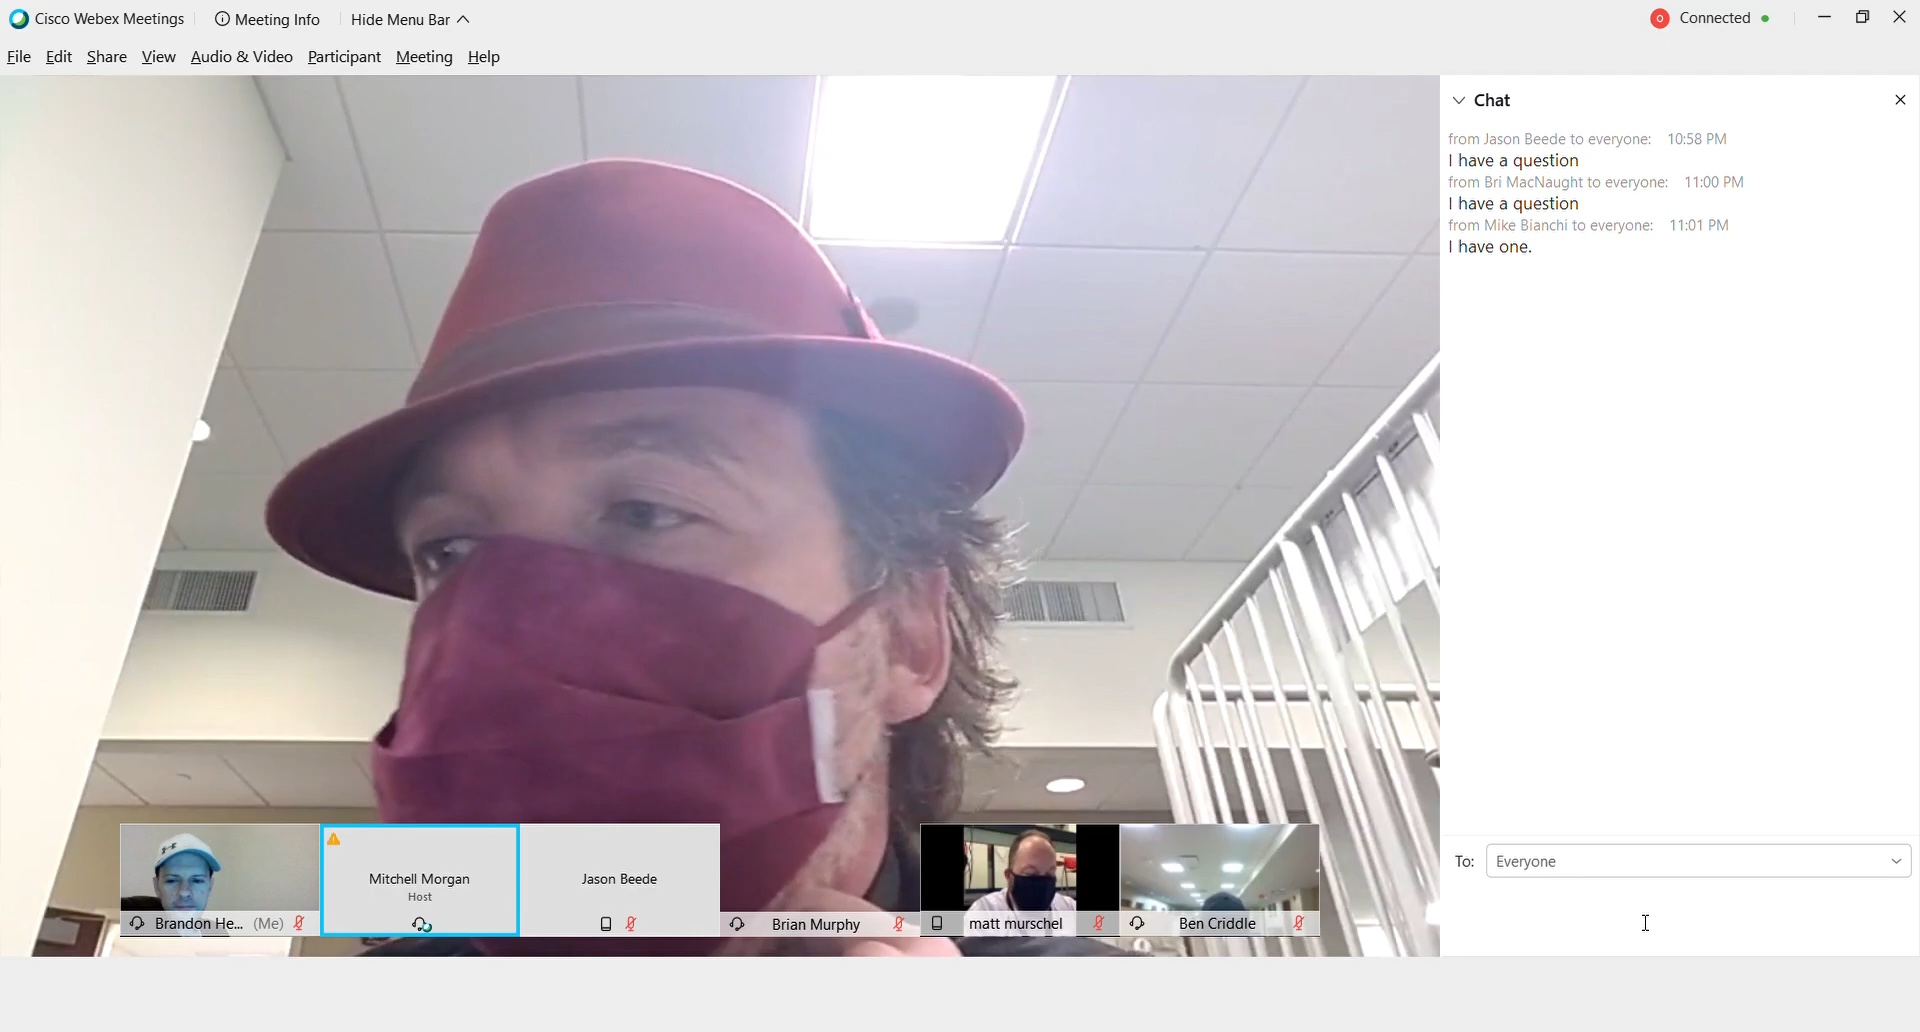 Cisco Webex Meetings Meeting Info Hide Menu Bar Connected
File Edit Share View Audio & Video Participant Meeting Help
Chat
from Jason Beede to everyone: 10:58 PM
I have a question
from Bri MacNaught to everyone: 11:00 PM
I have a question
from Mike Bianchi to everyone: 11:01 PM
I have one.
To: Everyone
Mitchell Morgan
Host
Jason Beede
Brandon He... (Me)
Brian Murphy
matt murschel
Ben Criddle